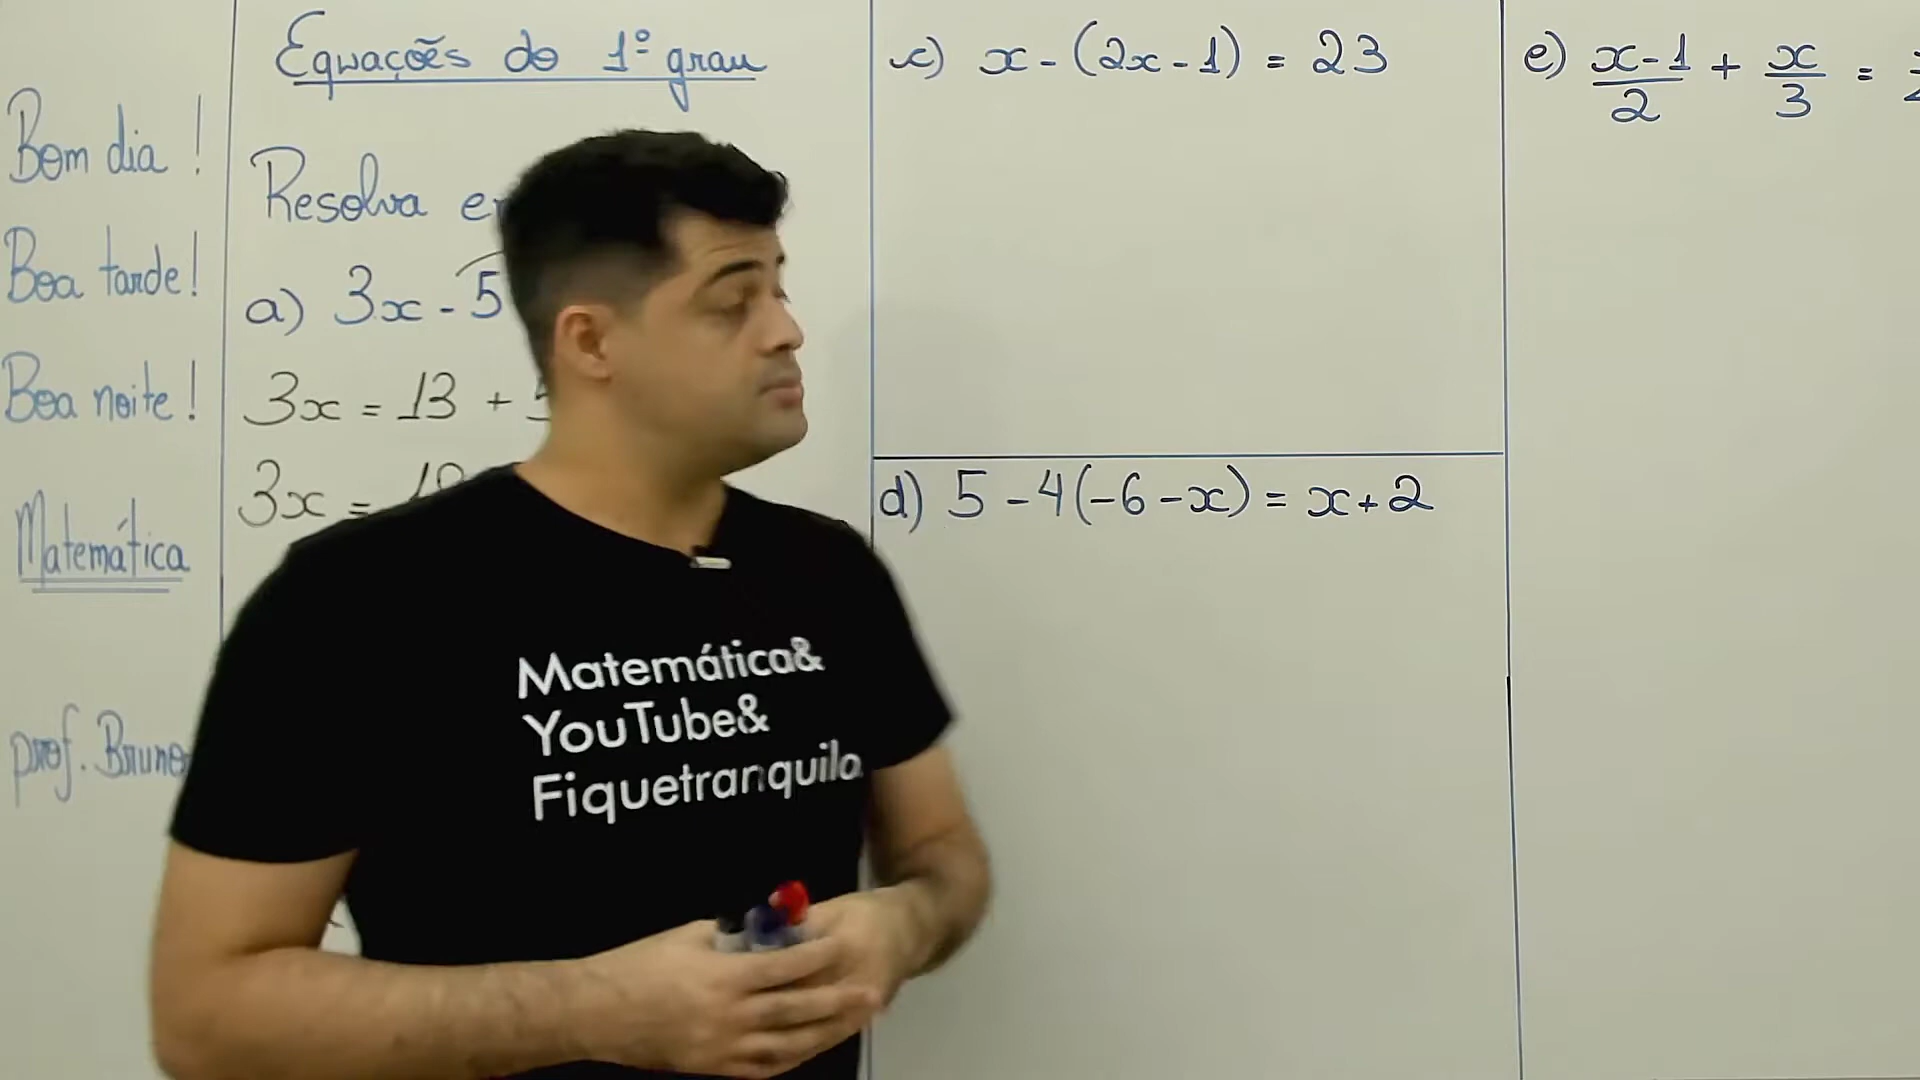 Bom dia !
Boa tarde !
Boa noite !
Matemática
prof. Bruno
Equações do 1º grau
Resolva
a) 3x - 5
3x = 13 +
3x =
c) x - (2x - 1) = 23
d) 5 - 4(-6 - x) = x + 2
e) x-1/2 + x/3 =
Matemática&
YouTube&
Fiquetranquilo